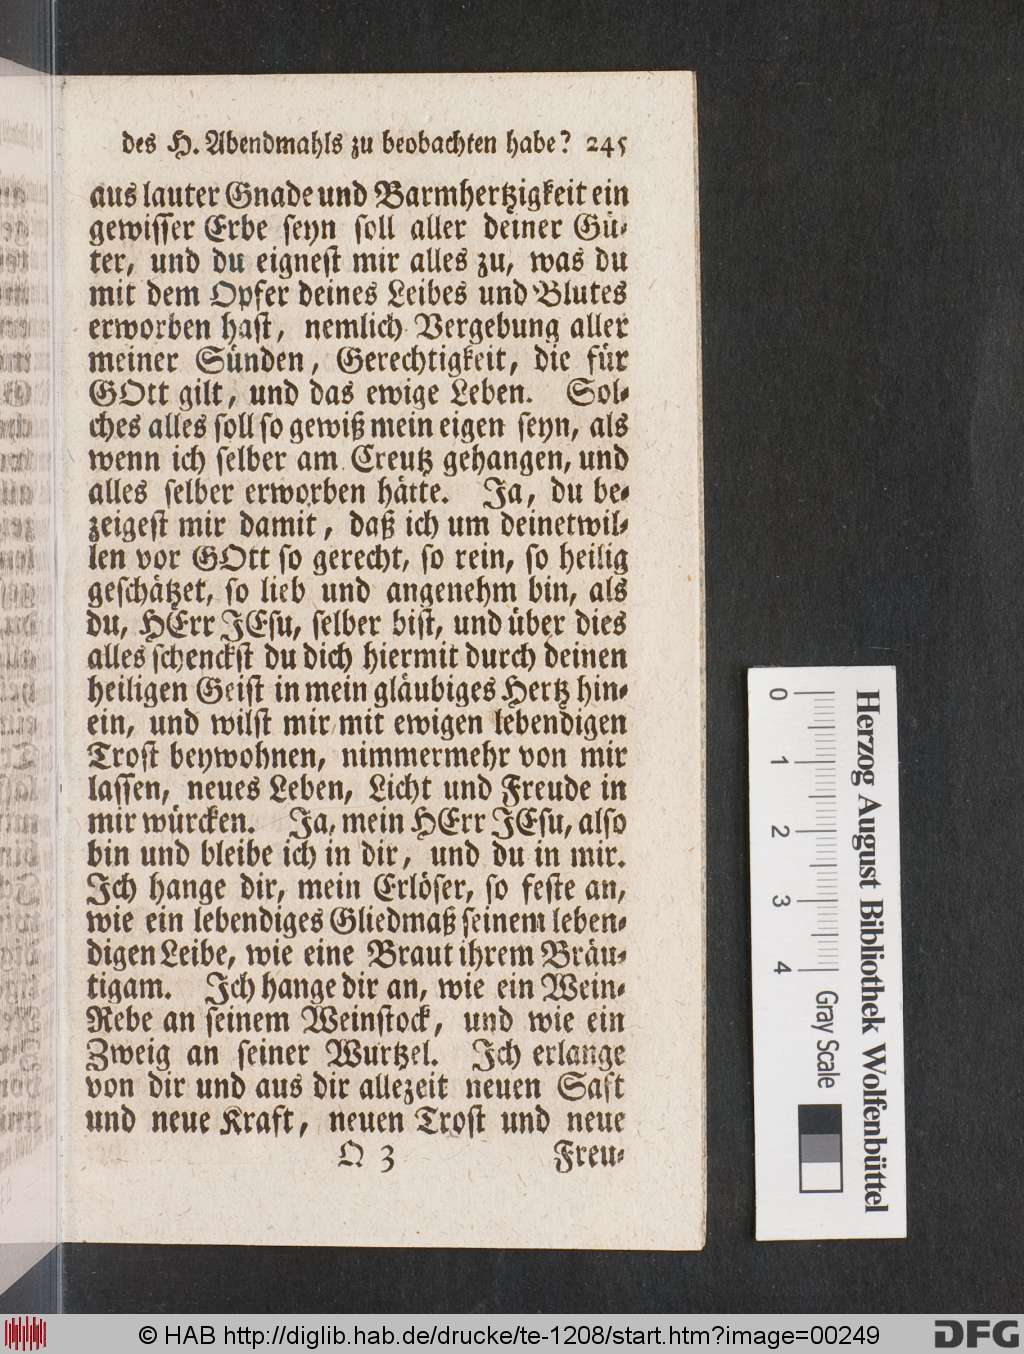 des H. Abendmahls zu beobachten habe? 245
aus lauter Gnade und Barmhertzigkeit ein
gewisser Erbe seyn soll aller deiner Gü-
ter, und du eignest mir alles zu, was du
mit dem Opfer deines Leibes und Blutes
erworben hast, nemlich Vergebung aller
meiner Sünden, Gerechtigkeit, die für
GOtt gilt, und das ewige Leben. Sol-
ches alles soll so gewiß mein eigen seyn, als
wenn ich selber am Creutz gehangen, und
alles selber erworben hätte. Ja, du be-
zeigest mir damit, daß ich um deinetwil-
len vor GOtt so gerecht, so rein, so heilig
geschätzet, so lieb und angenehm bin, als
du, HErr JEsu, selber bist, und über dies
alles schenckst du dich hiermit durch deinen
heiligen Geist in mein gläubiges Hertz hin-
ein, und wilst mir mit ewigen lebendigen
Trost beywohnen, nimmermehr von mir
lassen, neues Leben, Licht und Freude in
mir würcken. Ja, mein HErr JEsu, also
bin und bleibe ich in dir, und du in mir.
Ich hange dir, mein Erlöser, so feste an,
wie ein lebendiges Gliedmaß seinem leben-
digen Leibe, wie eine Braut ihrem Bräu-
tigam. Ich hange dir an, wie ein Wein-
Rebe an seinem Weinstock, und wie ein
Zweig an seiner Wurtzel. Ich erlange
von dir und aus dir allezeit neuen Saft
und neue Kraft, neuen Trost und neue
Q 3 Freu-
Herzog August Bibliothek Wolfenbüttel
0 1 2 3 4 Gray Scale
© HAB http://diglib.hab.de/drucke/te-1208/start.htm?image=00249
DFG